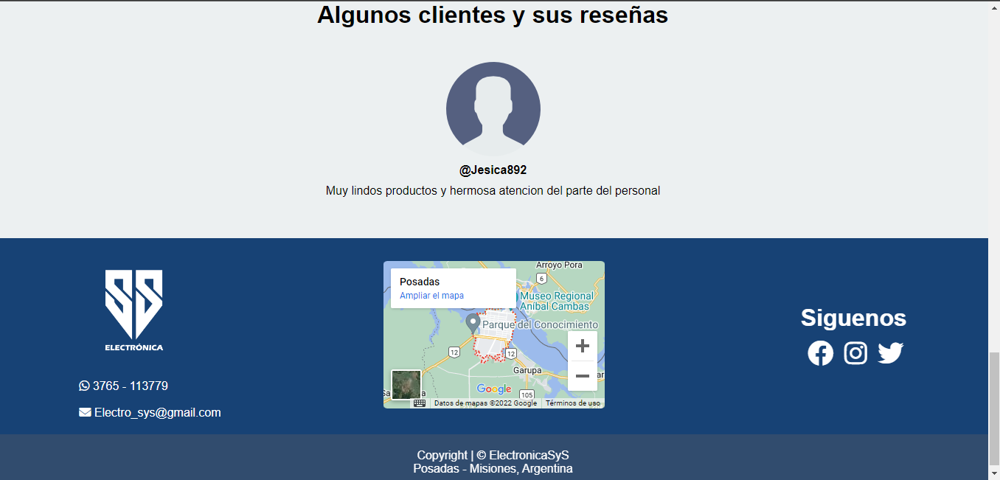 Algunos clientes y sus reseñas
@Jesica892
Muy lindos productos y hermosa atencion del parte del personal
SS
ELECTRÓNICA
3765 - 113779
Electro_sys@gmail.com
Posadas
Ampliar el mapa
Arroyo Pora
6
Museo Regional
Aníbal Cambas
Parque del Conocimiento
12
12
Garupa
105
Google
Datos de mapas ©2022 Google
Términos de uso
Siguenos
Copyright | © ElectronicaSyS
Posadas - Misiones, Argentina